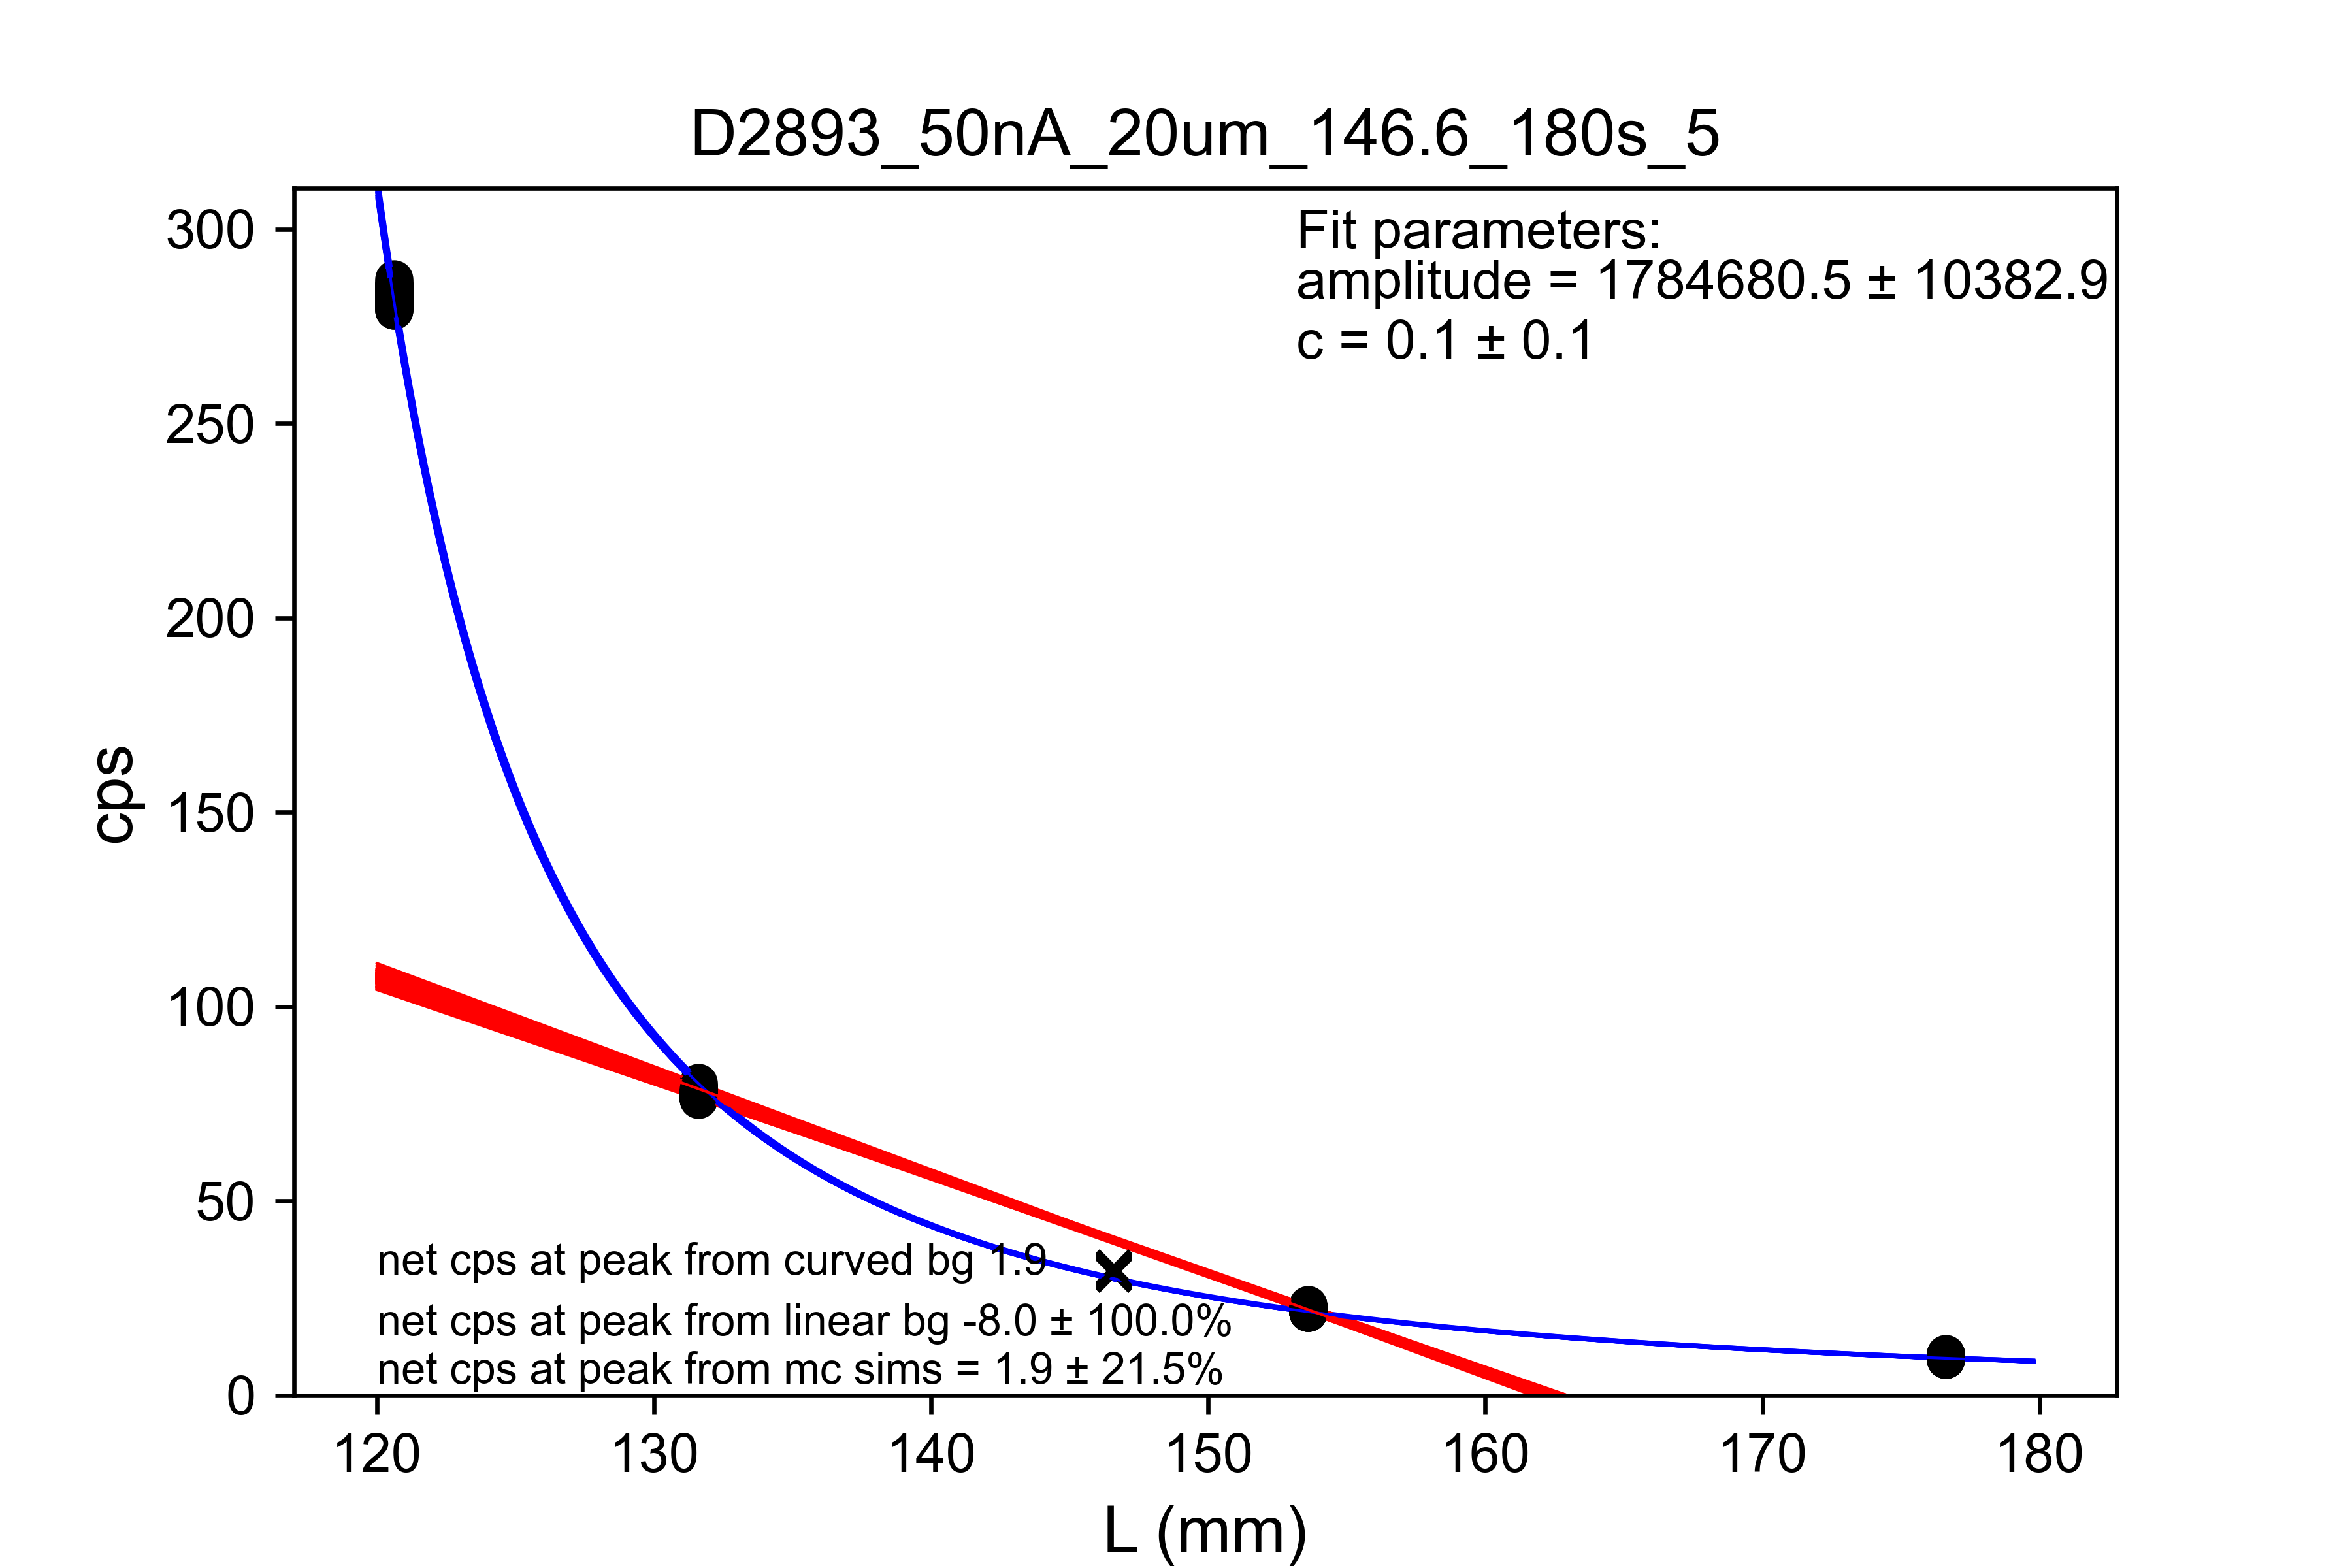 D2893_50nA_20um_146.6_180s_5
Fit parameters:
amplitude = 1784680.5 ± 10382.9
c = 0.1 ± 0.1
300
250
200
150
100
50
0
cps
net cps at peak from curved bg 1.9
net cps at peak from linear bg -8.0 ± 100.0%
net cps at peak from mc sims = 1.9 ± 21.5%
120 130 140 150 160 170 180
L (mm)